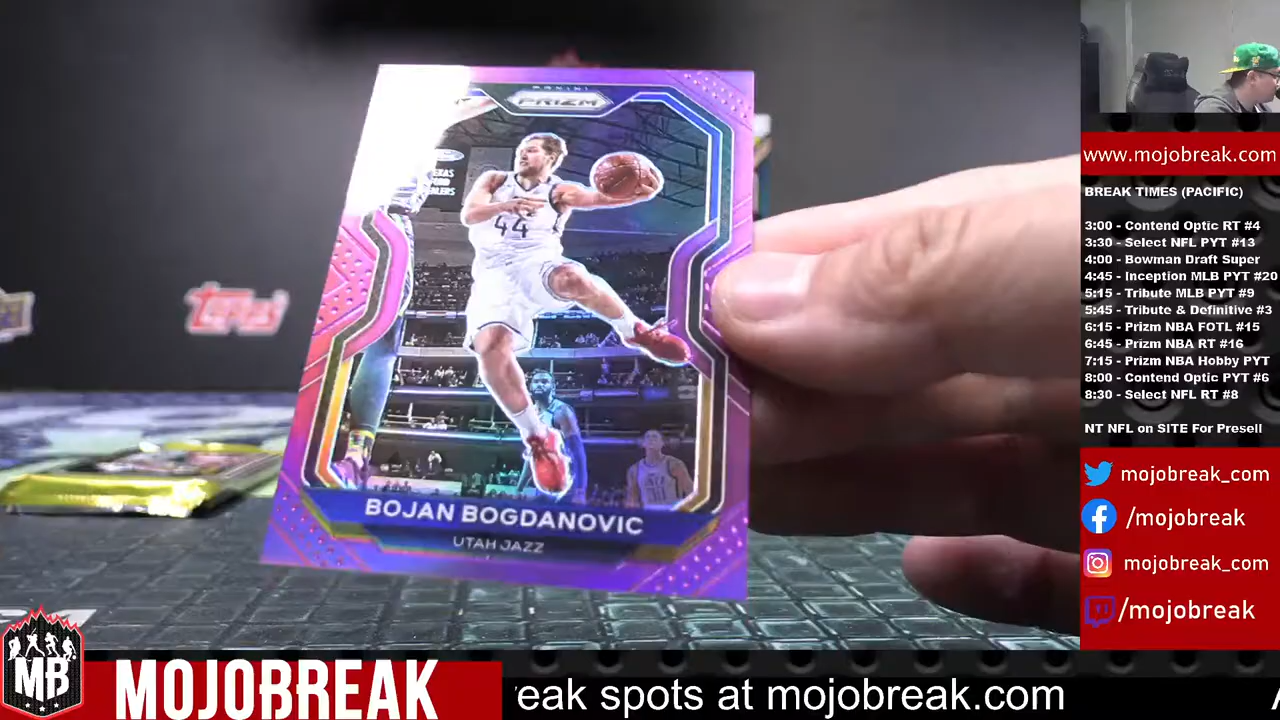 PANINI
PRIZM
44
BOJAN BOGDANOVIC
UTAH JAZZ
Topps
www.mojobreak.com
BREAK TIMES (PACIFIC)
3:00 - Contend Optic RT #4
3:30 - Select NFL PYT #13
4:00 - Bowman Draft Super
4:45 - Inception MLB PYT #20
5:15 - Tribute MLB PYT #9
5:45 - Tribute & Definitive #3
6:15 - Prizm NBA FOTL #15
6:45 - Prizm NBA RT #16
7:15 - Prizm NBA Hobby PYT
8:00 - Contend Optic PYT #6
8:30 - Select NFL RT #8
NT NFL on SITE For Presell
mojobreak_com
/mojobreak
mojobreak_com
/mojobreak
MB
MOJOBREAK
eak spots at mojobreak.com